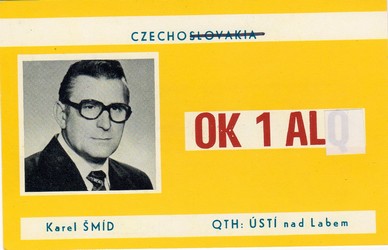 CZECHOSLOVAKIA
OK 1 ALQ
Karel ŠMÍD QTH: ÚSTÍ nad Labem